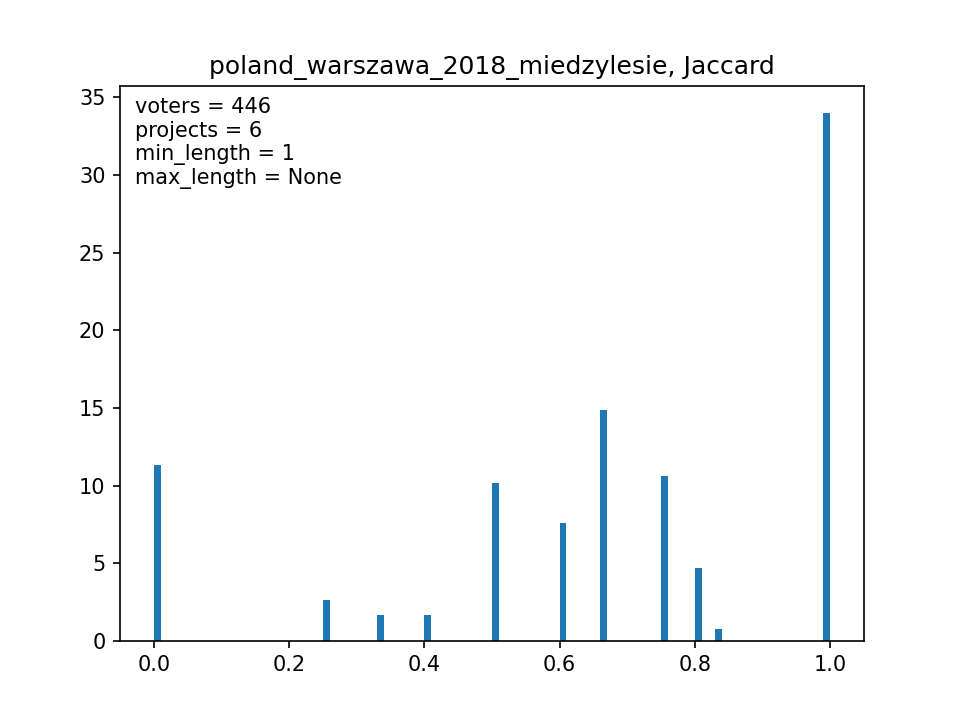 poland_warszawa_2018_miedzylesie, Jaccard
voters = 446
projects = 6
min_length = 1
max_length = None
35
30
25
20
15
10
5
0
0.0 0.2 0.4 0.6 0.8 1.0